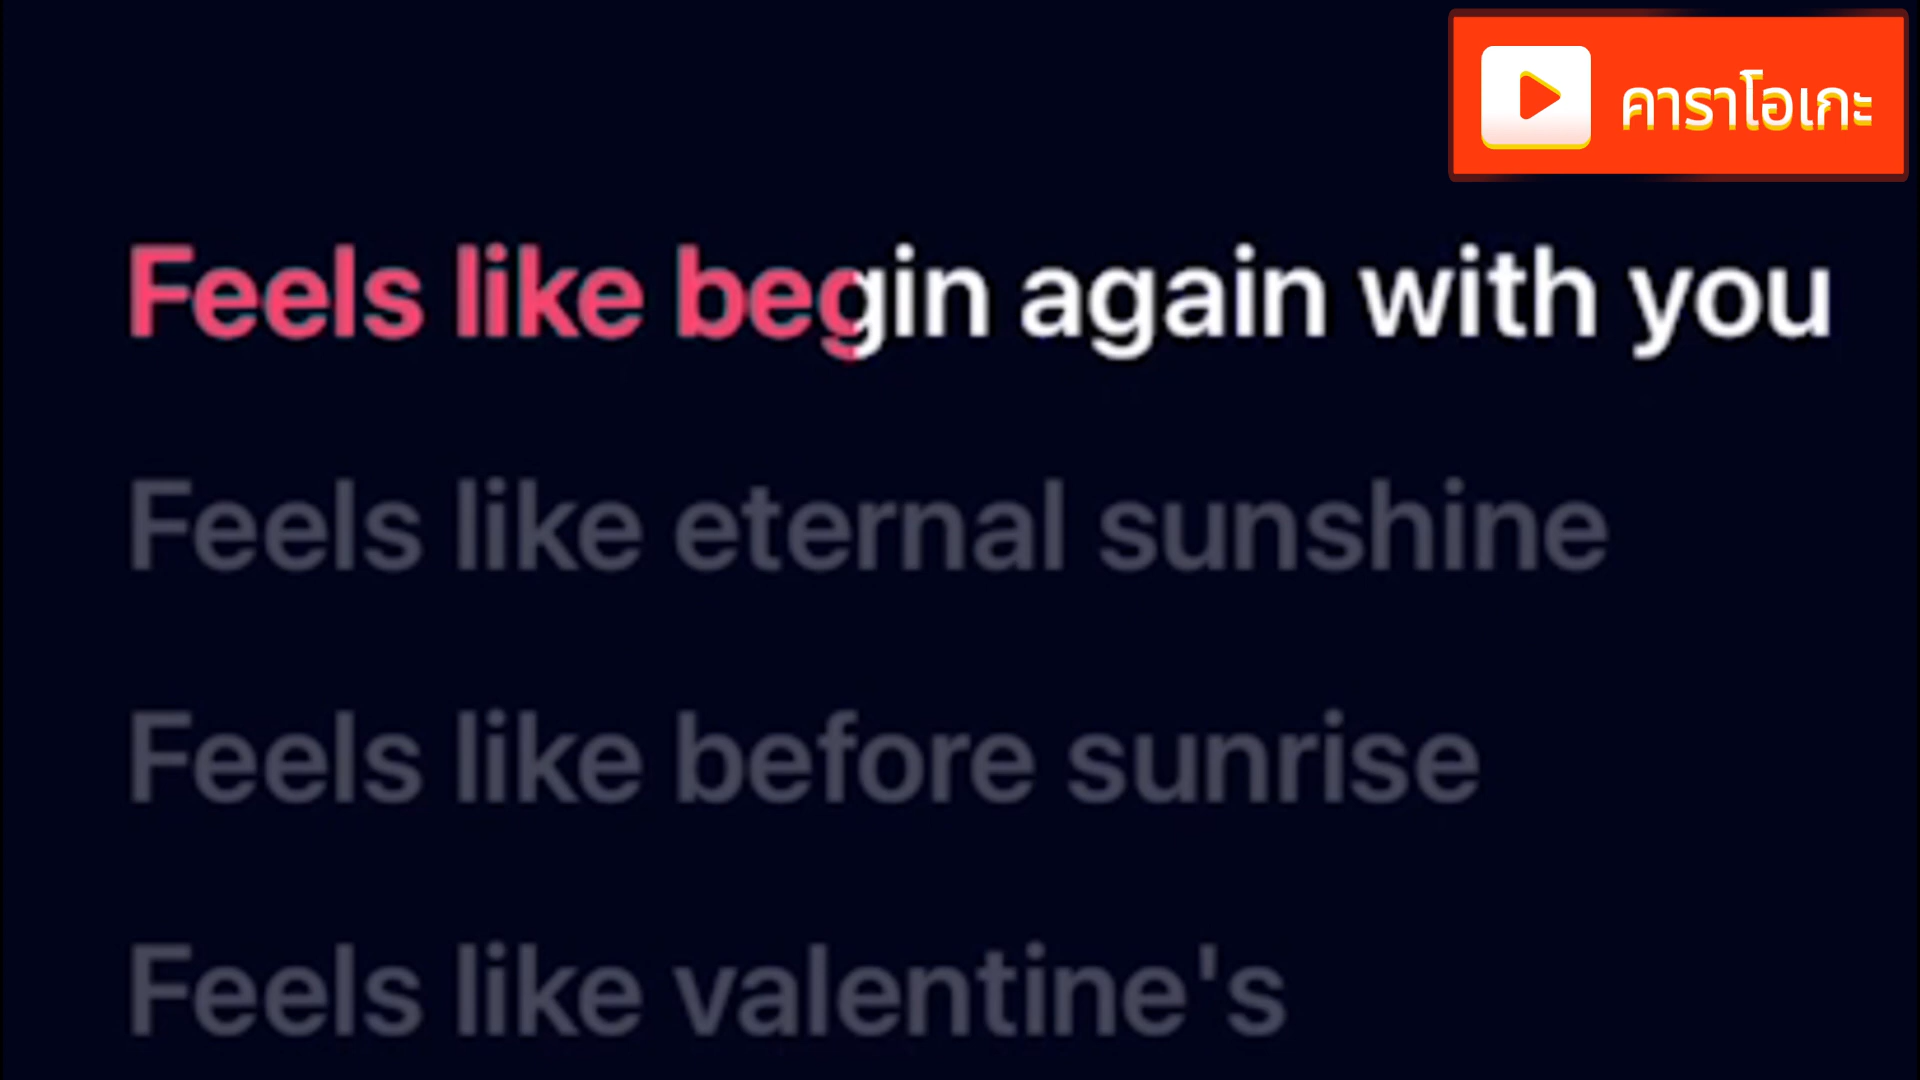 คาราโอเกะ
Feels like begin again with you
Feels like eternal sunshine
Feels like before sunrise
Feels like valentine's